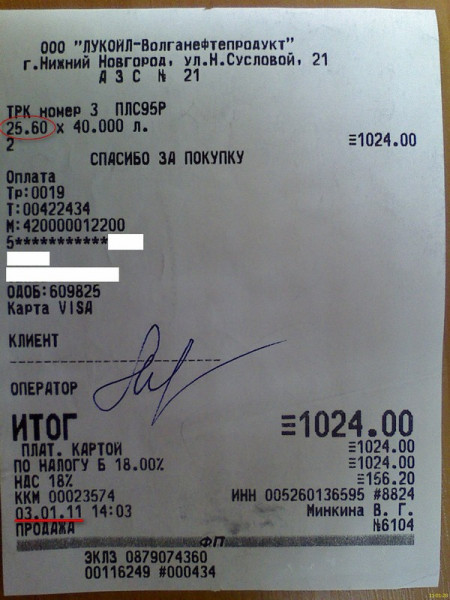 ООО "ЛУКОЙЛ-Волганефтепродукт"
г.Нижний Новгород, ул.Н.Сусловой, 21
А З С № 21
ТРК номер 3 ПЛС95Р
25.60 X 40.000 л.
2 ≡1024.00
СПАСИБО ЗА ПОКУПКУ
Оплата
Тр:0019
Т:00422434
М:420000012200
5***********
ОДОБ:609825
Карта VISA
КЛИЕНТ
ОПЕРАТОР
ИТОГ ≡1024.00
ПЛАТ. КАРТОЙ ≡1024.00
ПО НАЛОГУ Б 18.00% ≡1024.00
НДС 18% ≡156.20
ККМ 00023574 ИНН 005260136595 #8824
03.01.11 14:03 Минкина В. Г.
ПРОДАЖА №6104
ФП
ЭКЛЗ 0879074360
00116249 #000434